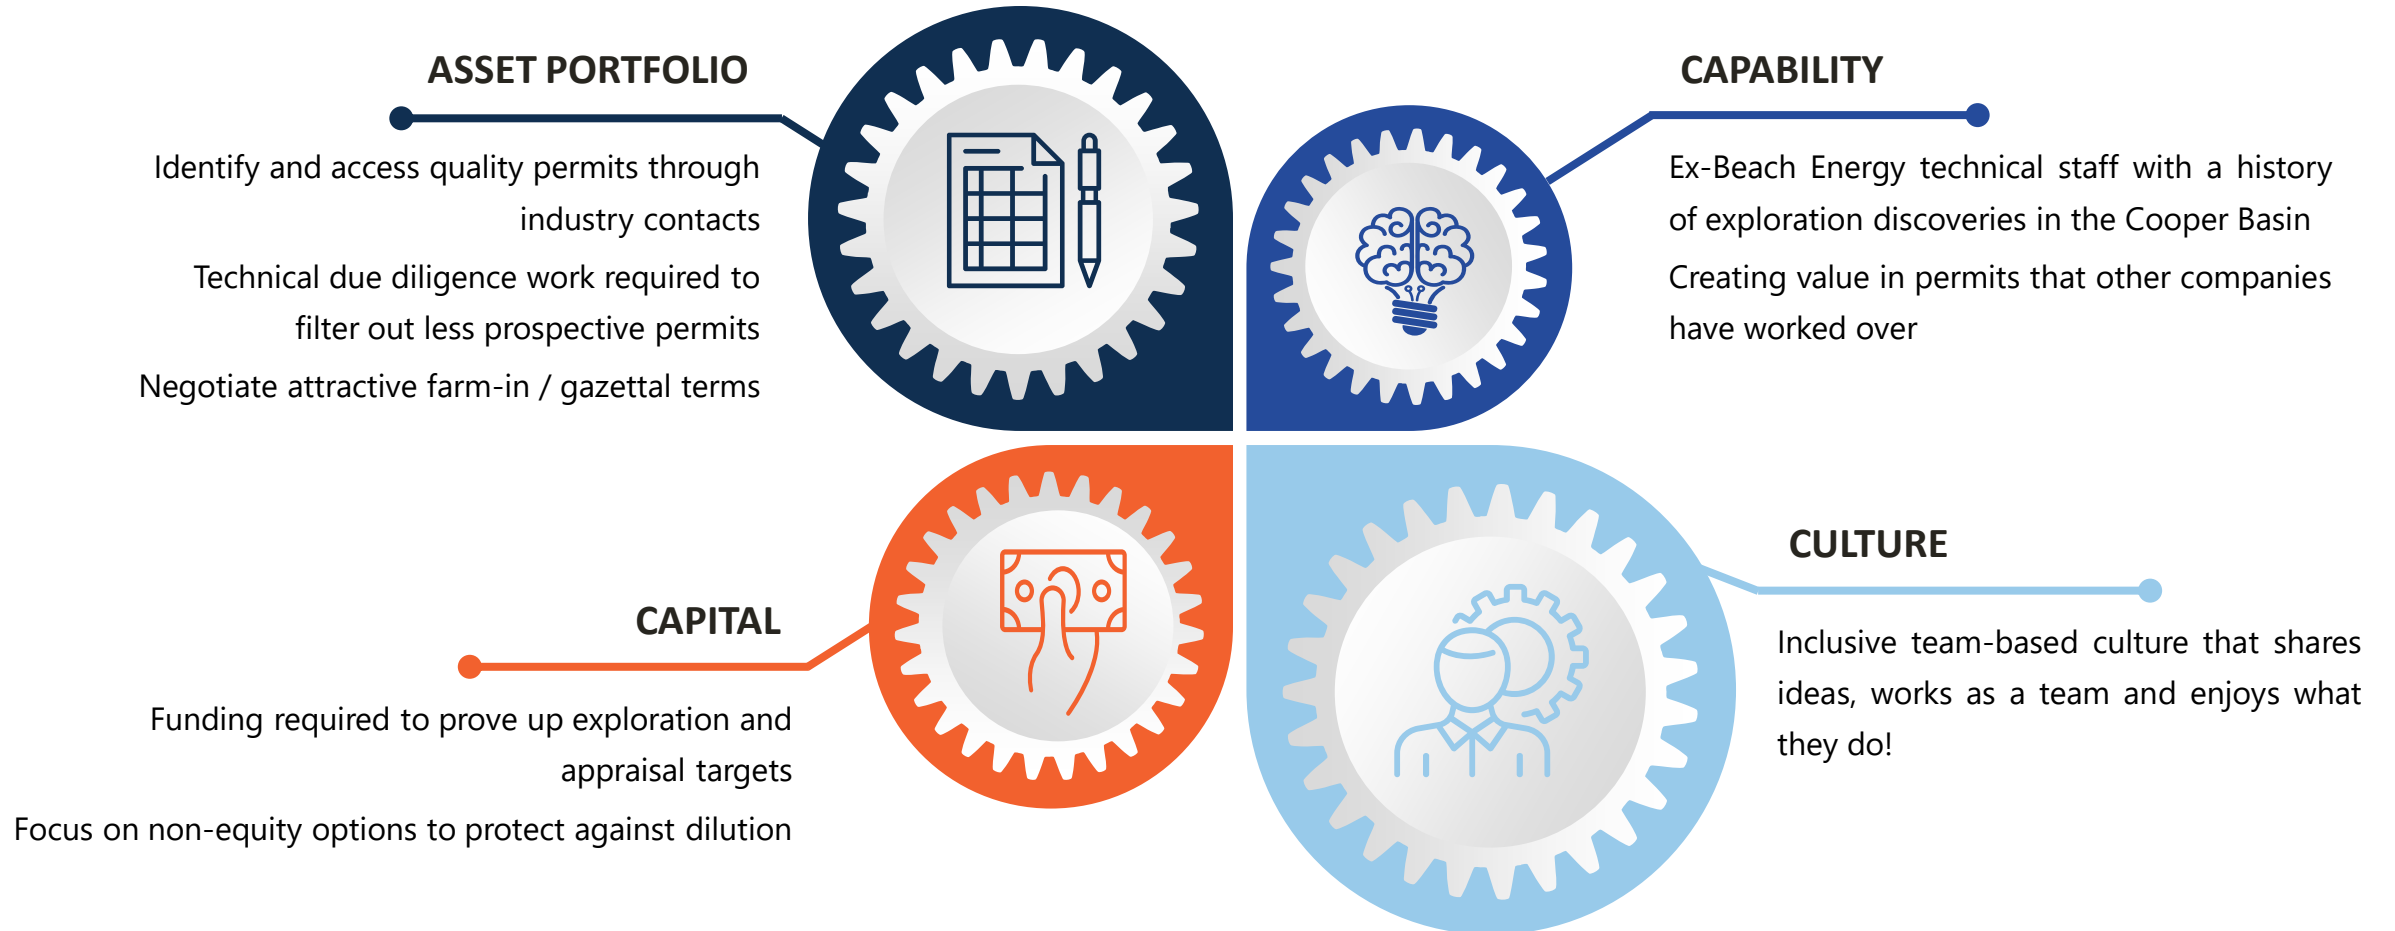 ASSET PORTFOLIO
Identify and access quality permits through
industry contacts
Technical due diligence work required to
filter out less prospective permits
Negotiate attractive farm-in / gazettal terms
CAPABILITY
Ex-Beach Energy technical staff with a history
of exploration discoveries in the Cooper Basin
Creating value in permits that other companies
have worked over
CAPITAL
Funding required to prove up exploration and
appraisal targets
Focus on non-equity options to protect against dilution
CULTURE
Inclusive team-based culture that shares
ideas, works as a team and enjoys what
they do!